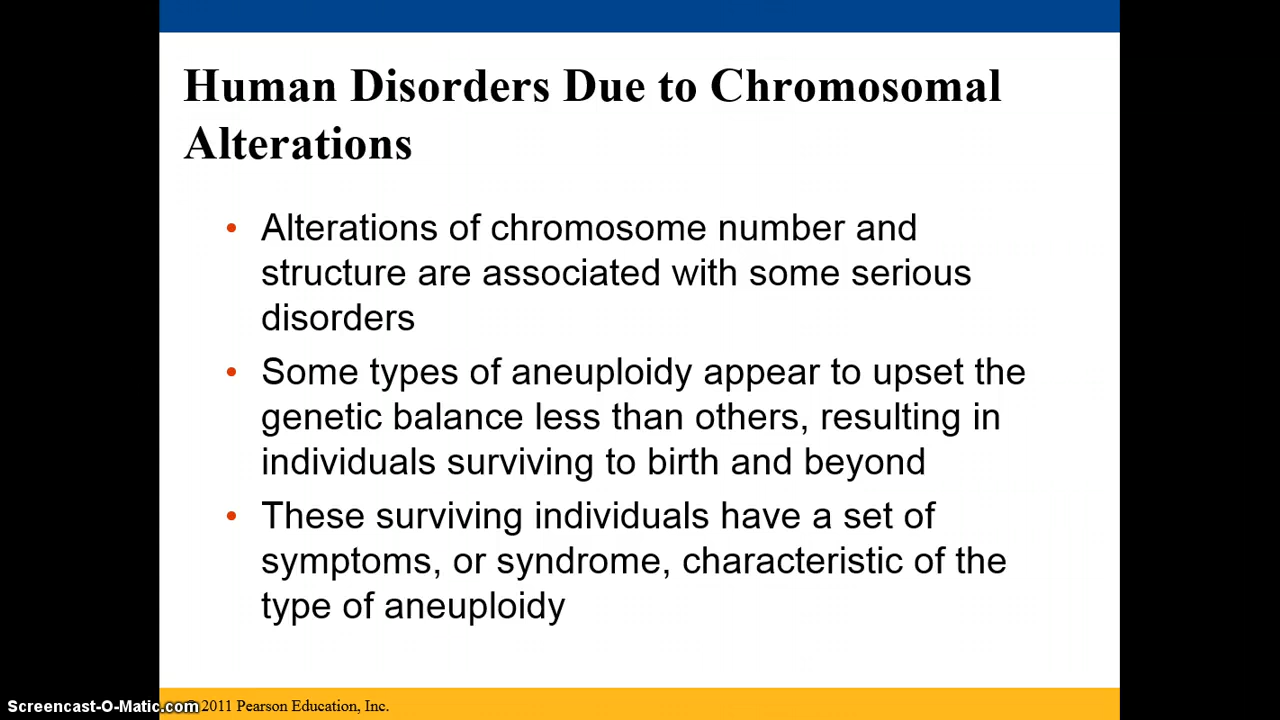 Human Disorders Due to Chromosomal
Alterations
• Alterations of chromosome number and
structure are associated with some serious
disorders
• Some types of aneuploidy appear to upset the
genetic balance less than others, resulting in
individuals surviving to birth and beyond
• These surviving individuals have a set of
symptoms, or syndrome, characteristic of the
type of aneuploidy
Screencast-O-Matic.com
© 2011 Pearson Education, Inc.